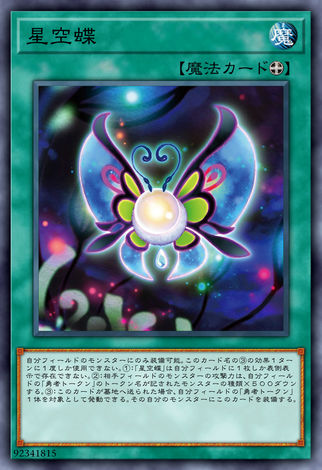 星空蝶
魔
【魔法カード】
自分フィールドのモンスターにのみ装備可能。このカード名の③の効果は1ター
ンに1度しか使用できない。①:「星空蝶」は自分フィールドに1枚しか表側表
示で存在できない。②:相手フィールドのモンスターの攻撃力は、自分フィール
ドの「勇者トークン」のトークン名が記されたモンスターの種類×500ダウン
する。③:このカードが墓地へ送られた場合、自分フィールドの「勇者トークン」
1体を対象として発動できる。その自分のモンスターにこのカードを装備する。
92341815